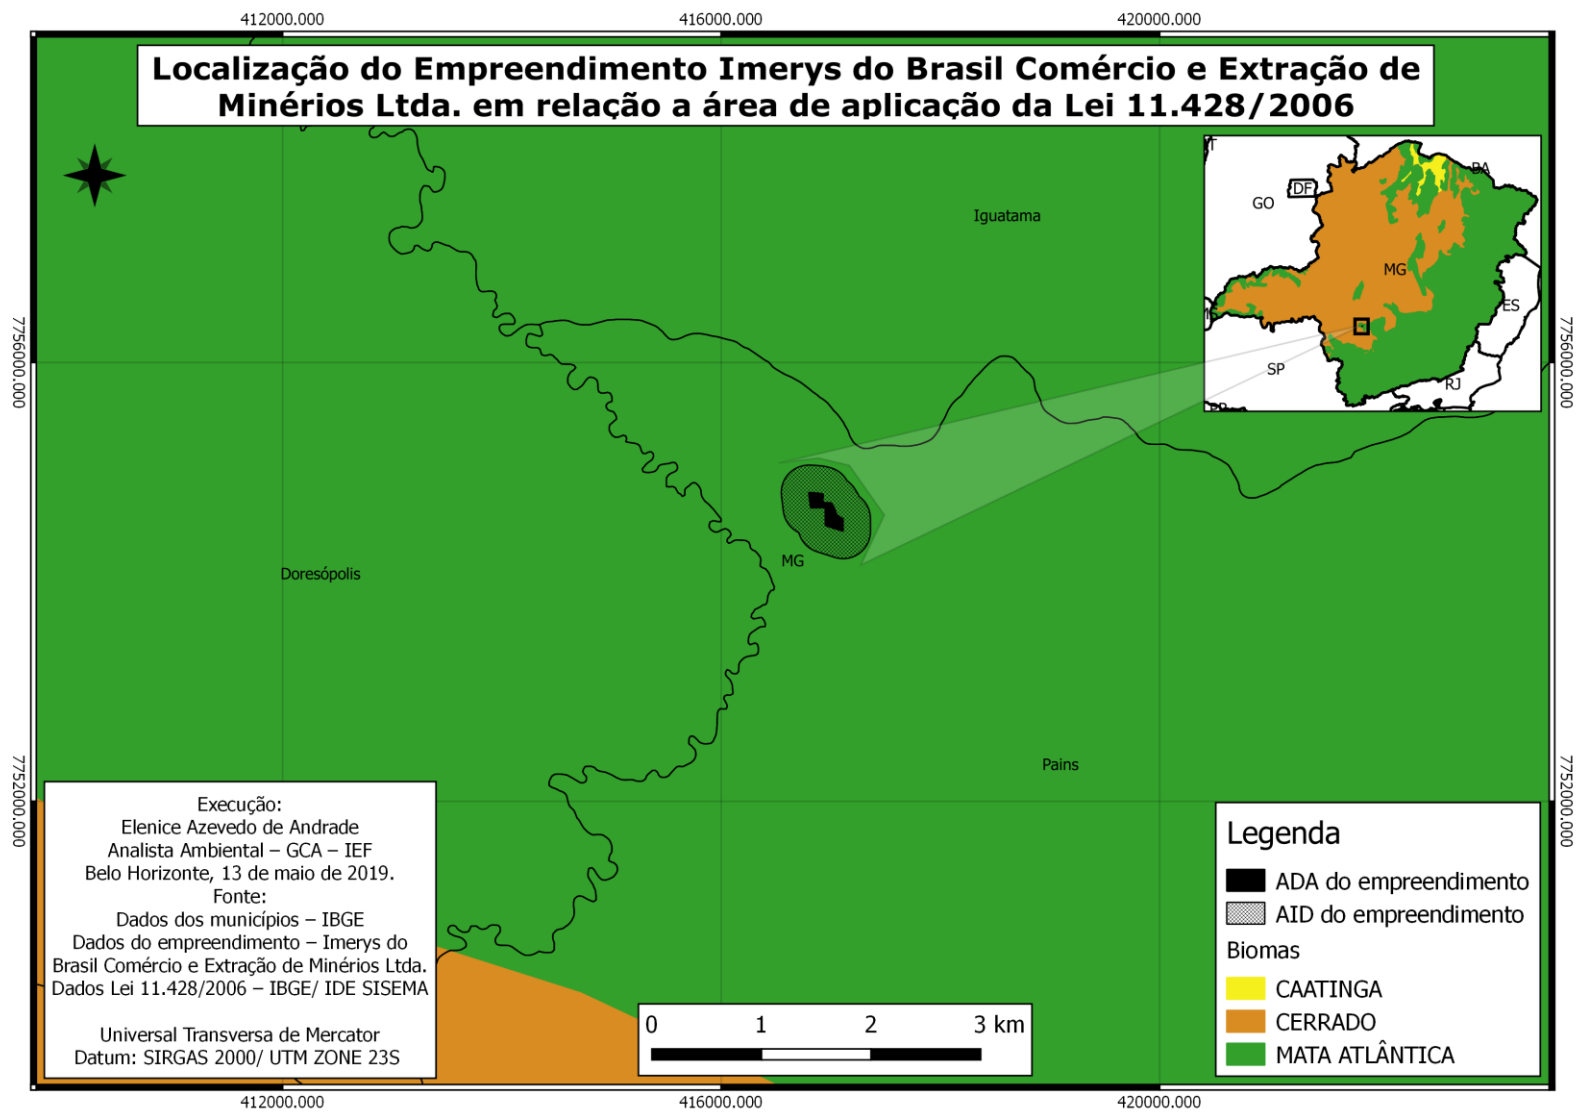 412000.000
416000.000
420000.000
Localização do Empreendimento Imerys do Brasil Comércio e Extração de
Minérios Ltda. em relação a área de aplicação da Lei 11.428/2006
BA
DF
GO
MG
ES
SP
RJ
Iguatama
7756000.000
7756000.000
MG
Doresópolis
Pains
7752000.000
7752000.000
Execução:
Elenice Azevedo de Andrade
Analista Ambiental – GCA – IEF
Belo Horizonte, 13 de maio de 2019.
Fonte:
Dados dos municípios – IBGE
Dados do empreendimento – Imerys do
Brasil Comércio e Extração de Minérios Ltda.
Dados Lei 11.428/2006 – IBGE/ IDE SISEMA
Universal Transversa de Mercator
Datum: SIRGAS 2000/ UTM ZONE 23S
0 1 2 3 km
Legenda
ADA do empreendimento
AID do empreendimento
Biomas
CAATINGA
CERRADO
MATA ATLÂNTICA
412000.000
416000.000
420000.000